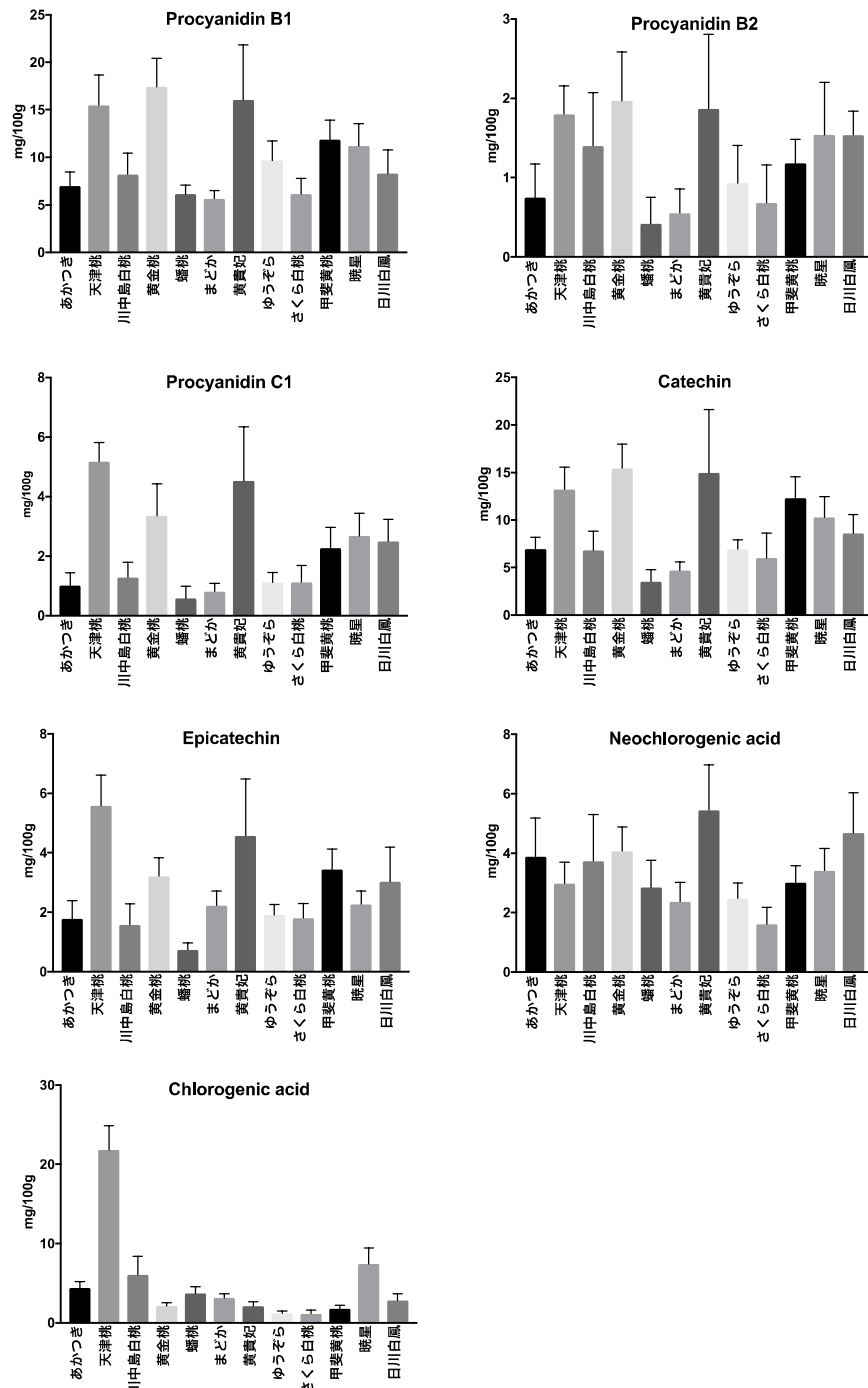 Procyanidin B1
mg/100g
25
20
15
10
5
0
あかつき
天津桃
川中島白桃
黄金桃
蟠桃
まどか
黄貴妃
ゆうぞら
さくら白桃
甲斐黄桃
暁星
日川白鳳
Procyanidin B2
mg/100g
3
2
1
0
あかつき
天津桃
川中島白桃
黄金桃
蟠桃
まどか
黄貴妃
ゆうぞら
さくら白桃
甲斐黄桃
暁星
日川白鳳
Procyanidin C1
mg/100g
8
6
4
2
0
あかつき
天津桃
川中島白桃
黄金桃
蟠桃
まどか
黄貴妃
ゆうぞら
さくら白桃
甲斐黄桃
暁星
日川白鳳
Catechin
mg/100g
25
20
15
10
5
0
あかつき
天津桃
川中島白桃
黄金桃
蟠桃
まどか
黄貴妃
ゆうぞら
さくら白桃
甲斐黄桃
暁星
日川白鳳
Epicatechin
mg/100g
8
6
4
2
0
あかつき
天津桃
川中島白桃
黄金桃
蟠桃
まどか
黄貴妃
ゆうぞら
さくら白桃
甲斐黄桃
暁星
日川白鳳
Neochlorogenic acid
mg/100g
8
6
4
2
0
あかつき
天津桃
川中島白桃
黄金桃
蟠桃
まどか
黄貴妃
ゆうぞら
さくら白桃
甲斐黄桃
暁星
日川白鳳
Chlorogenic acid
mg/100g
30
20
10
0
あかつき
天津桃
川中島白桃
黄金桃
蟠桃
まどか
黄貴妃
ゆうぞら
さくら白桃
甲斐黄桃
暁星
日川白鳳